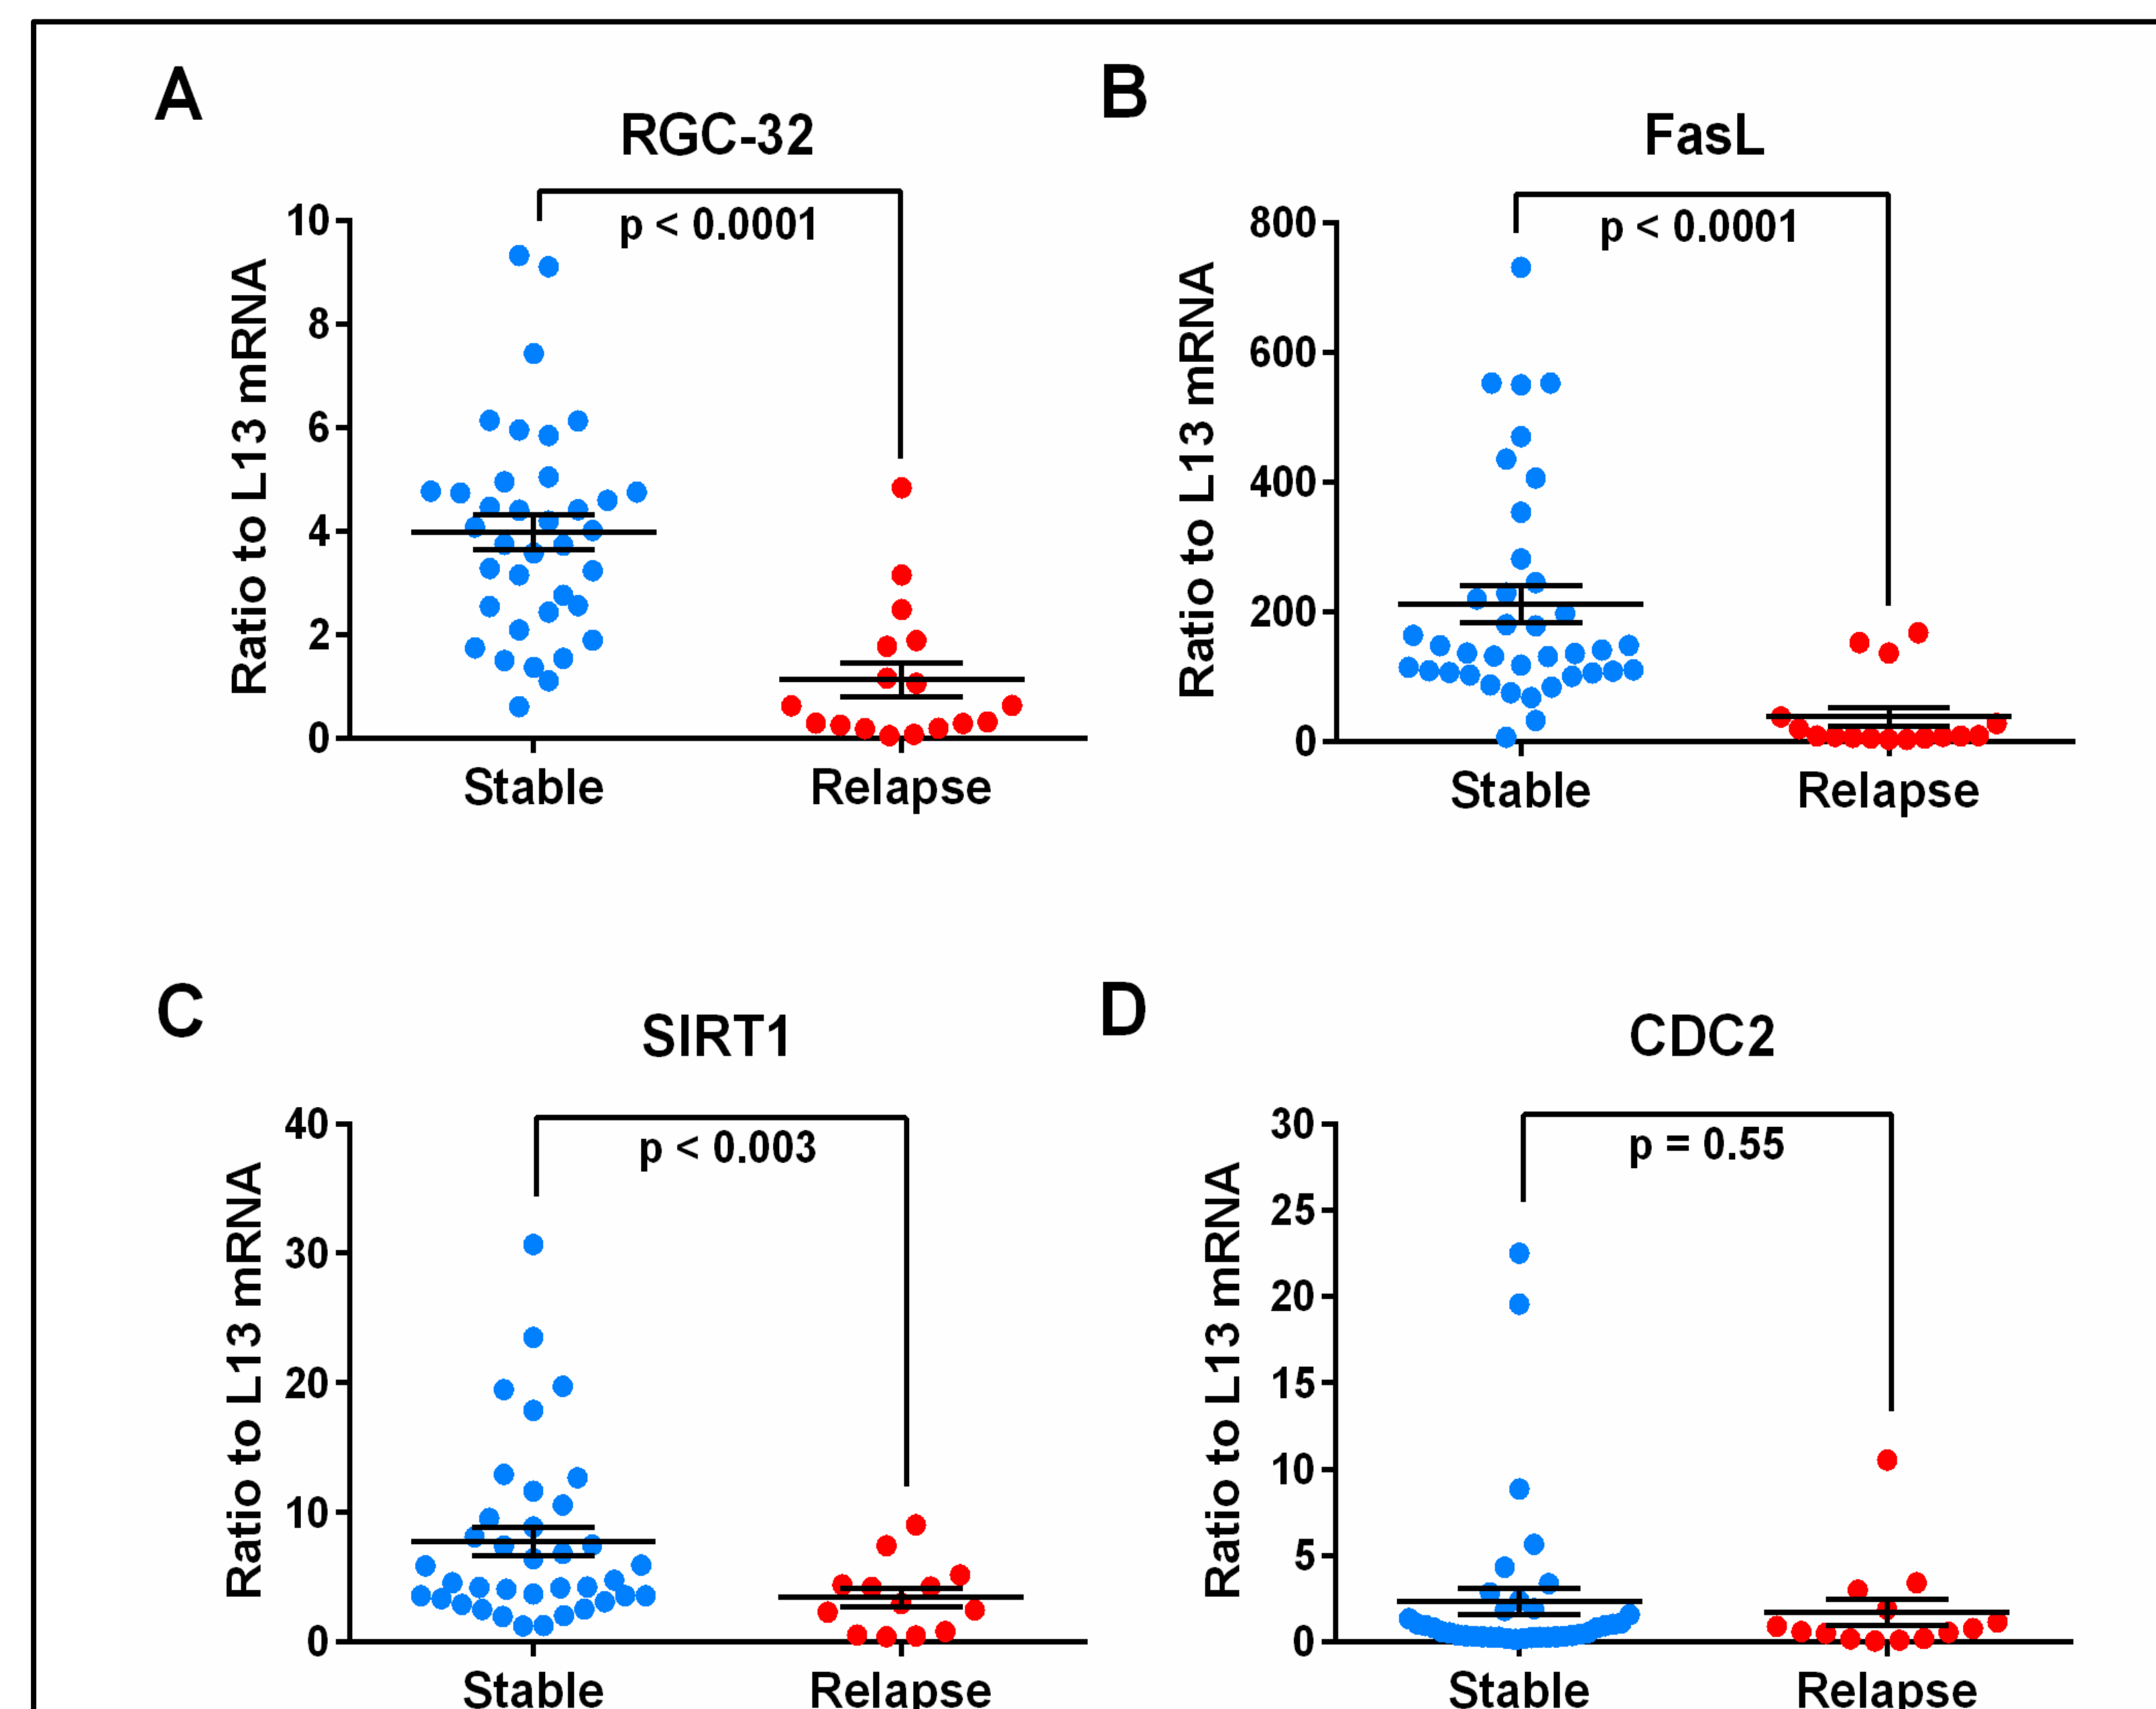 A
RGC-32
p < 0.0001
Ratio to L13 mRNA
10
8
6
4
2
0
Stable
Relapse
B
FasL
p < 0.0001
Ratio to L13 mRNA
800
600
400
200
0
Stable
Relapse
C
SIRT1
p < 0.003
Ratio to L13 mRNA
40
30
20
10
0
Stable
Relapse
D
CDC2
p = 0.55
Ratio to L13 mRNA
30
25
20
15
10
5
0
Stable
Relapse